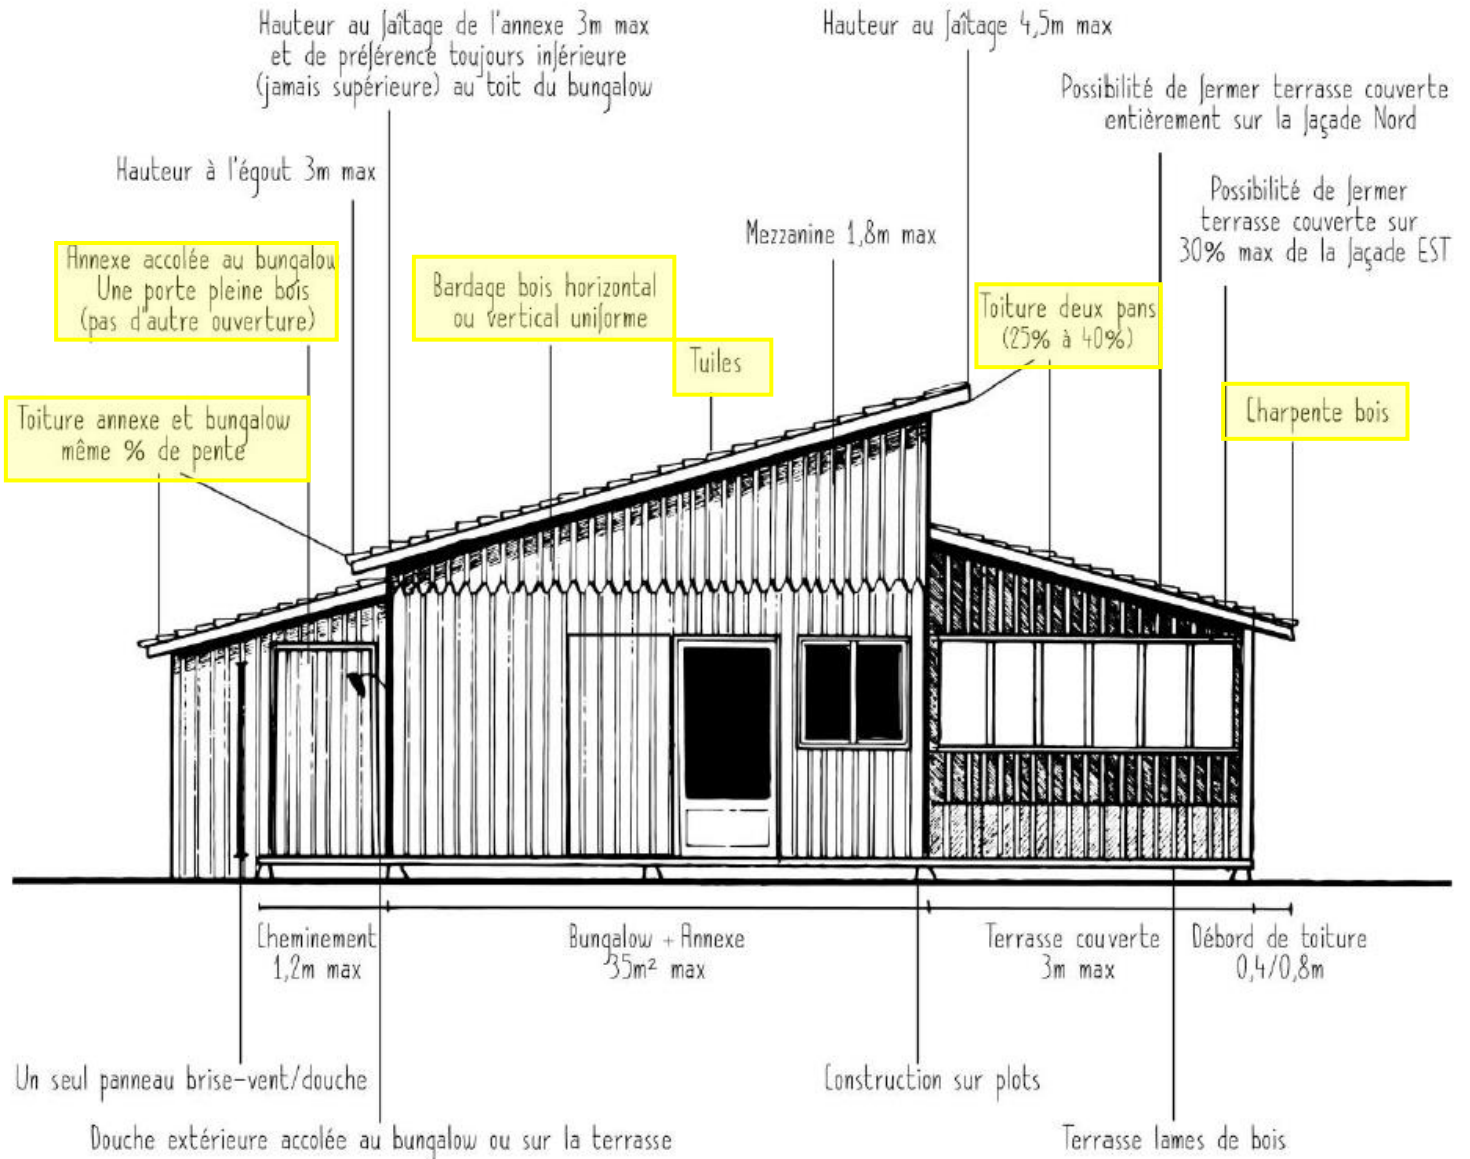 Hauteur au faîtage de l'annexe 3m max
et de préférence toujours inférieure
(jamais supérieure) au toit du bungalow
Hauteur au faîtage 4,5m max
Possibilité de fermer terrasse couverte
entièrement sur la façade Nord
Hauteur à l'égout 3m max
Possibilité de fermer
terrasse couverte sur
30% max de la façade EST
Mezzanine 1,8m max
Annexe accolée au bungalow
Une porte pleine bois
(pas d'autre ouverture)
Bardage bois horizontal
ou vertical uniforme
Toiture deux pans
(25% à 40%)
Tuiles
Toiture annexe et bungalow
même % de pente
Charpente bois
Cheminement
1,2m max
Bungalow + Annexe
35m² max
Terrasse couverte
3m max
Débord de toiture
0,4/0,8m
Un seul panneau brise-vent/douche
Construction sur plots
Douche extérieure accolée au bungalow ou sur la terrasse
Terrasse lames de bois